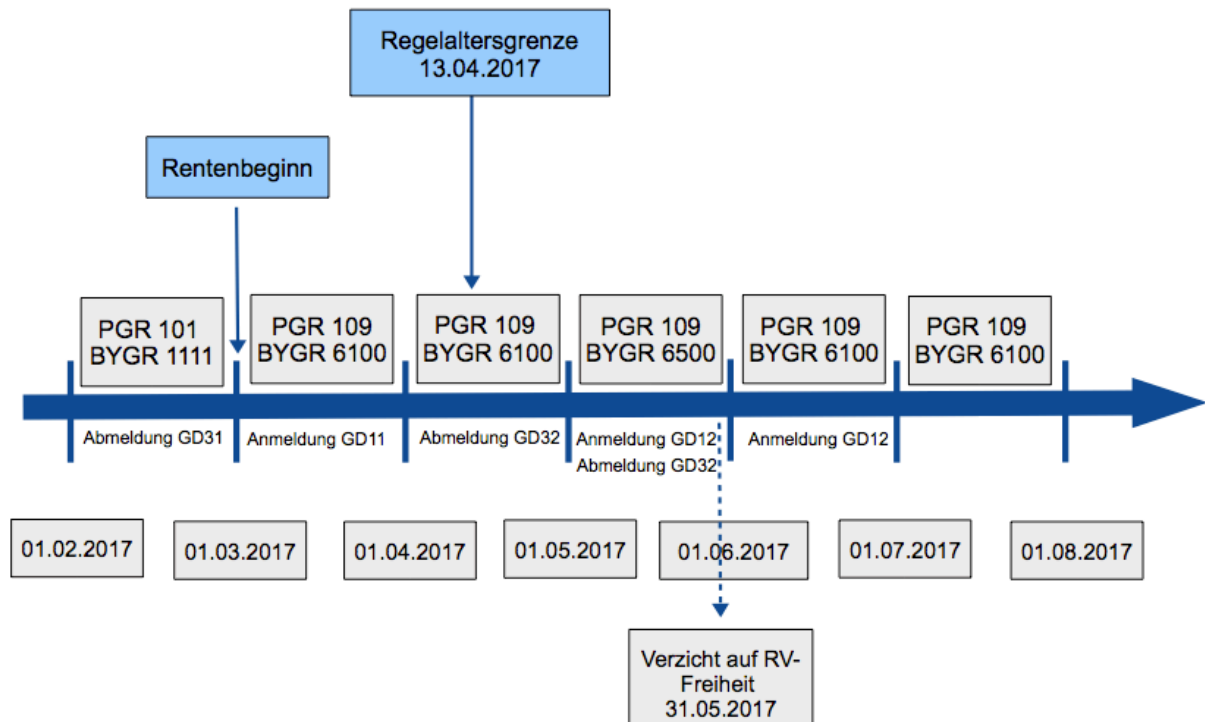 Regelaltersgrenze
13.04.2017
Rentenbeginn
PGR 101
BYGR 1111
PGR 109
BYGR 6100
PGR 109
BYGR 6100
PGR 109
BYGR 6500
PGR 109
BYGR 6100
PGR 109
BYGR 6100
Abmeldung GD31
Anmeldung GD11
Abmeldung GD32
Anmeldung GD12
Abmeldung GD32
Anmeldung GD12
01.02.2017
01.03.2017
01.04.2017
01.05.2017
01.06.2017
01.07.2017
01.08.2017
Verzicht auf RV-
Freiheit
31.05.2017